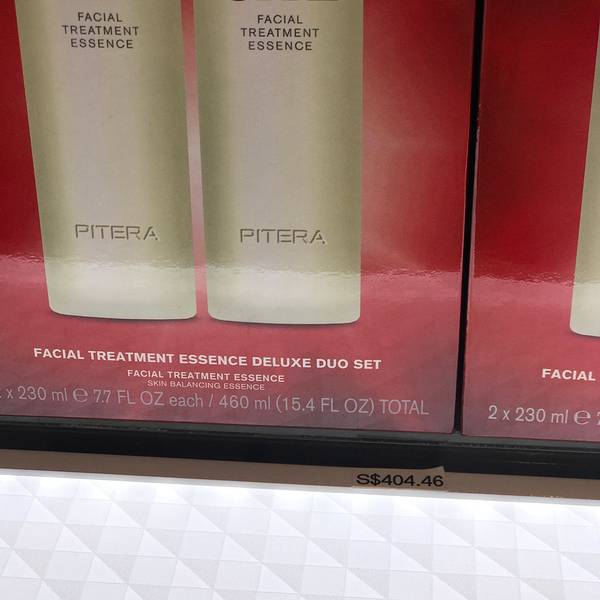 FACIAL
TREATMENT
ESSENCE
FACIAL
TREATMENT
ESSENCE
PITERA
PITERA
FACIAL TREATMENT ESSENCE DELUXE DUO SET
FACIAL TREATMENT ESSENCE
SKIN BALANCING ESSENCE
x 230 ml ℮ 7.7 FL OZ each / 460 ml (15.4 FL OZ) TOTAL
FACIAL
2 x 230 ml ℮
S$404.46